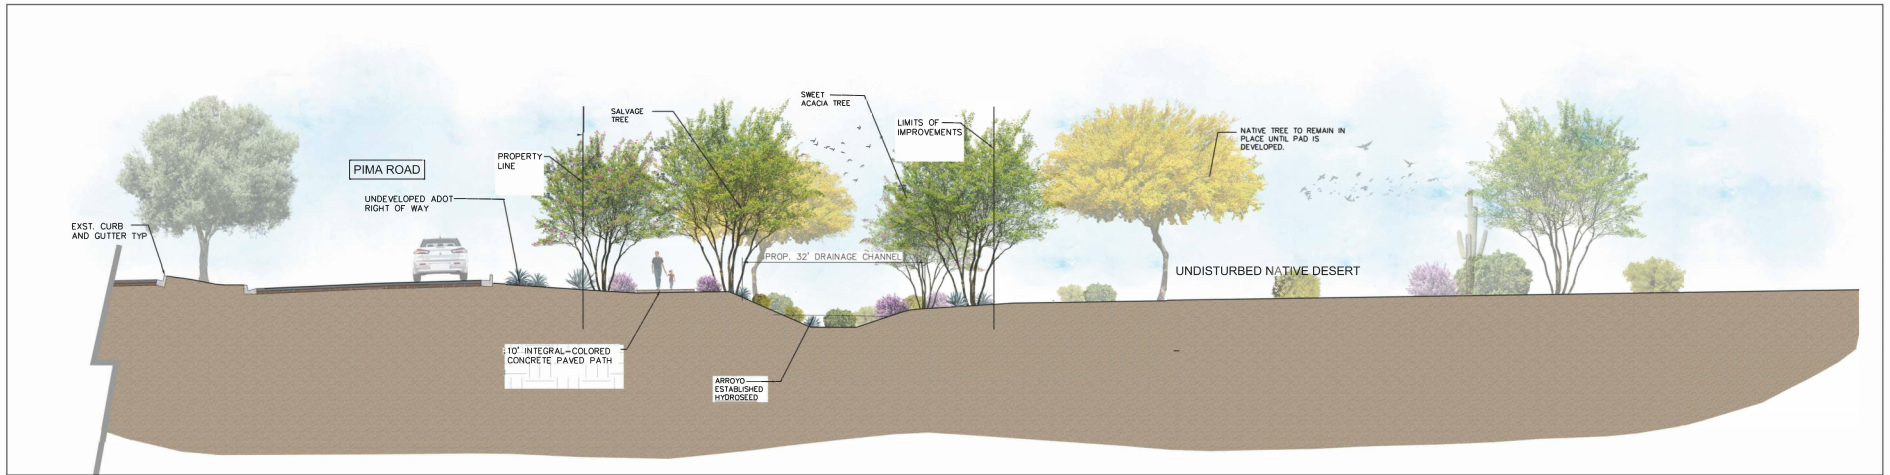 SWEET
ACACIA TREE
SALVAGE
TREE
LIMITS OF
IMPROVEMENTS
NATIVE TREE TO REMAIN IN
PLACE UNTIL PAD IS
DEVELOPED.
PROPERTY
LINE
PIMA ROAD
UNDEVELOPED ADOT
RIGHT OF WAY
EXST. CURB
AND GUTTER TYP
PROP. 32' DRAINAGE CHANNEL
UNDISTURBED NATIVE DESERT
10' INTEGRAL-COLORED
CONCRETE PAVED PATH
ARROYO
ESTABLISHED
HYDROSEED